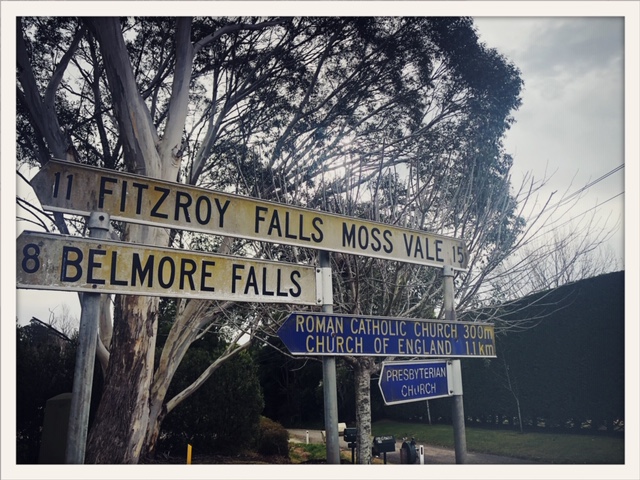 11 FITZROY FALLS MOSS VALE 15
8 BELMORE FALLS
ROMAN CATHOLIC CHURCH 300m
CHURCH OF ENGLAND 1.1km
PRESBYTERIAN
CHURCH